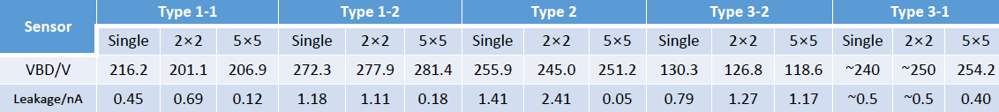 Sensor Type 1-1 Type 1-2 Type 2 Type 3-2 Type 3-1
Single 2×2 5×5 Single 2×2 5×5 Single 2×2 5×5 Single 2×2 5×5 Single 2×2 5×5
VBD/V 216.2 201.1 206.9 272.3 277.9 281.4 255.9 245.0 251.2 130.3 126.8 118.6 ~240 ~250 254.2
Leakage/nA 0.45 0.69 0.12 1.18 1.11 0.18 1.41 2.41 0.05 0.79 1.27 1.17 ~0.5 ~0.5 0.40